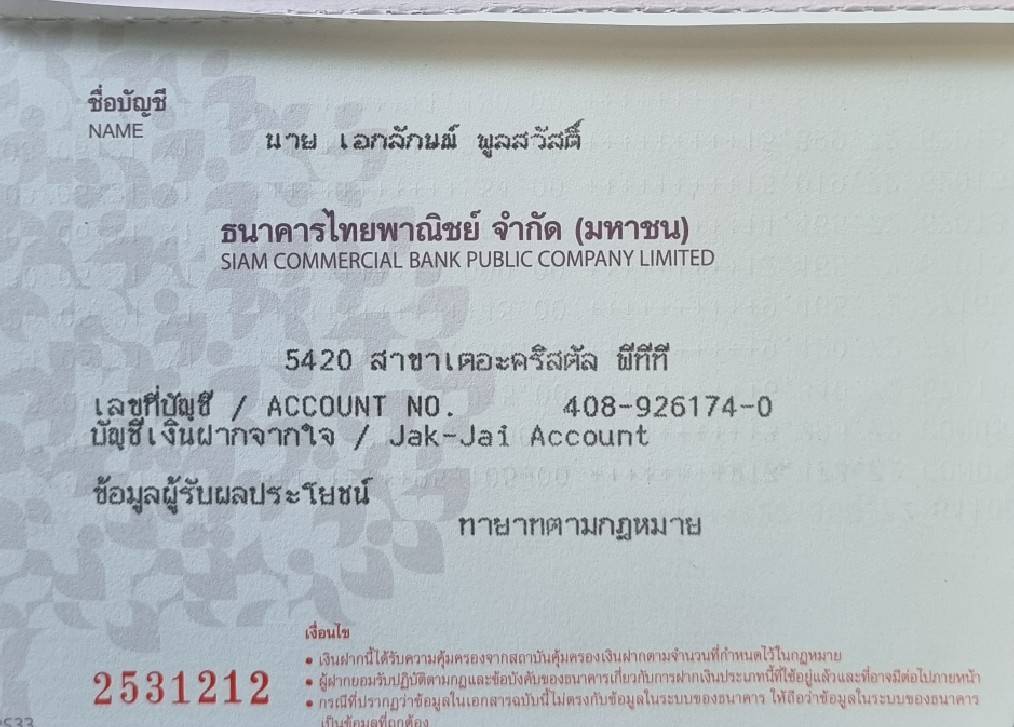 ชื่อบัญชี
NAME
นาย เอกลักษณ์ พูลสวัสดิ์
ธนาคารไทยพาณิชย์ จำกัด (มหาชน)
SIAM COMMERCIAL BANK PUBLIC COMPANY LIMITED
5420 สาขาเดอะคริสตัล พีทีที
เลขที่บัญชี / ACCOUNT NO. 408-926174-0
บัญชีเงินฝากจากใจ / Jak-Jai Account
ข้อมูลผู้รับผลประโยชน์
ทายาทตามกฎหมาย
เงื่อนไข
• เงินฝากนี้ได้รับความคุ้มครองจากสถาบันคุ้มครองเงินฝากตามจำนวนที่กำหนดไว้ในกฎหมาย
• ผู้ฝากยอมรับปฏิบัติตามกฎและข้อบังคับของธนาคารเกี่ยวกับการฝากเงินประเภทนี้ที่ใช้อยู่แล้วและที่อาจมีต่อไปภายหน้า
• กรณีที่ปรากฏว่าข้อมูลในเอกสารฉบับนี้ไม่ตรงกับข้อมูลในระบบของธนาคาร ให้ถือว่าข้อมูลในระบบของธนาคาร
เป็นข้อมูลที่ถูกต้อง
2531212